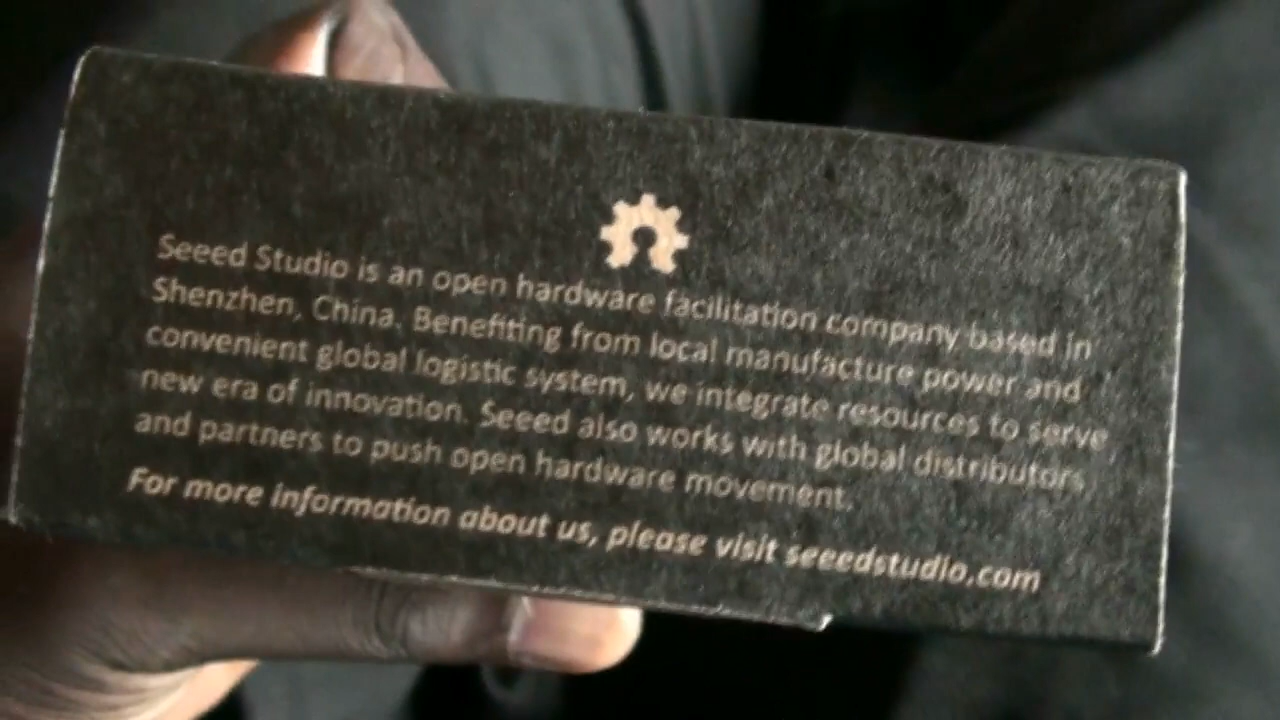 Seeed Studio is an open hardware facilitation company based in
Shenzhen, China. Benefiting from local manufacture power and
convenient global logistic system, we integrate resources to serve
new era of innovation. Seeed also works with global distributors
and partners to push open hardware movement.
For more information about us, please visit seeedstudio.com